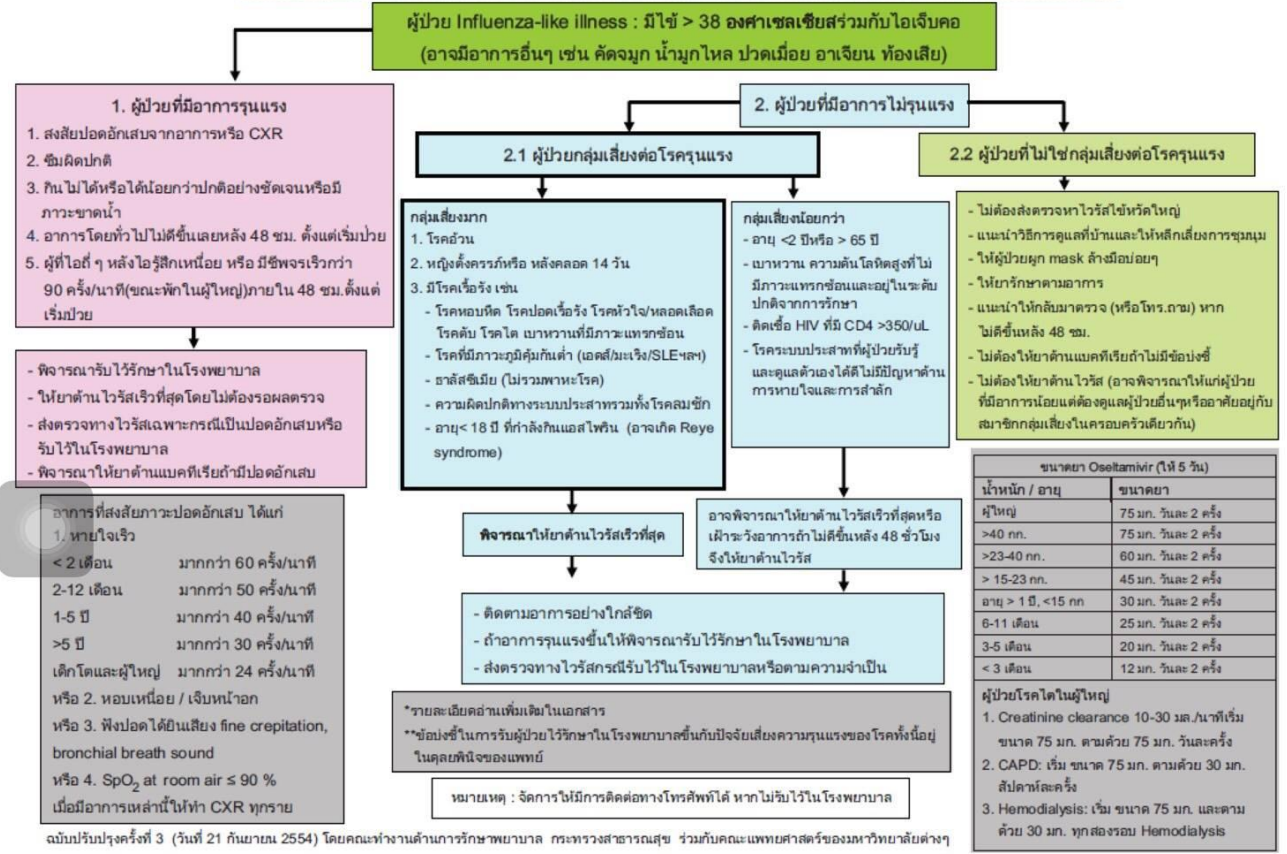 ผู้ป่วย Influenza-like illness : มีไข้ > 38 องศาเซลเซียสร่วมกับไอเจ็บคอ
(อาจมีอาการอื่นๆ เช่น คัดจมูก น้ำมูกไหล ปวดเมื่อย อาเจียน ท้องเสีย)
1. ผู้ป่วยที่มีอาการรุนแรง
1. สงสัยปอดอักเสบจากอาการหรือ CXR
2. ซึมผิดปกติ
3. กินไม่ได้หรือได้น้อยกว่าปกติอย่างชัดเจนหรือมี
ภาวะขาดน้ำ
4. อาการโดยทั่วไปไม่ดีขึ้นเลยหลัง 48 ชม. ตั้งแต่เริ่มป่วย
5. ผู้ที่ไอถี่ ๆ หลังไอรู้สึกเหนื่อย หรือ มีชีพจรเร็วกว่า
90 ครั้ง/นาที(ขณะพักในผู้ใหญ่)ภายใน 48 ชม.ตั้งแต่
เริ่มป่วย
- พิจารณารับไว้รักษาในโรงพยาบาล
- ให้ยาต้านไวรัสเร็วที่สุดโดยไม่ต้องรอผลตรวจ
- ส่งตรวจทางไวรัสเฉพาะกรณีเป็นปอดอักเสบหรือ
รับไว้ในโรงพยาบาล
- พิจารณาให้ยาต้านแบคทีเรียถ้ามีปอดอักเสบ
อาการที่สงสัยภาวะปอดอักเสบ ได้แก่
1. หายใจเร็ว
< 2 เดือน มากกว่า 60 ครั้ง/นาที
2-12 เดือน มากกว่า 50 ครั้ง/นาที
1-5 ปี มากกว่า 40 ครั้ง/นาที
>5 ปี มากกว่า 30 ครั้ง/นาที
เด็กโตและผู้ใหญ่ มากกว่า 24 ครั้ง/นาที
หรือ 2. หอบเหนื่อย / เจ็บหน้าอก
หรือ 3. ฟังปอดได้ยินเสียง fine crepitation,
bronchial breath sound
หรือ 4. SpO2 at room air ≤ 90 %
เมื่อมีอาการเหล่านี้ให้ทำ CXR ทุกราย
2. ผู้ป่วยที่มีอาการไม่รุนแรง
2.1 ผู้ป่วยกลุ่มเสี่ยงต่อโรครุนแรง
กลุ่มเสี่ยงมาก
1. โรคอ้วน
2. หญิงตั้งครรภ์หรือ หลังคลอด 14 วัน
3. มีโรคเรื้อรัง เช่น
- โรคหอบหืด โรคปอดเรื้อรัง โรคหัวใจ/หลอดเลือด
โรคตับ โรคไต เบาหวานที่มีภาวะแทรกซ้อน
- โรคที่มีภาวะภูมิคุ้มกันต่ำ (เอดส์/มะเร็ง/SLEฯลฯ)
- ธาลัสซีเมีย (ไม่รวมพาหะโรค)
- ความผิดปกติทางระบบประสาทรวมทั้งโรคลมชัก
- อายุ< 18 ปี ที่กำลังกินแอสไพริน (อาจเกิด Reye
syndrome)
กลุ่มเสี่ยงน้อยกว่า
- อายุ <2 ปีหรือ > 65 ปี
- เบาหวาน ความดันโลหิตสูงที่ไม่
มีภาวะแทรกซ้อนและอยู่ในระดับ
ปกติจากการรักษา
- ติดเชื้อ HIV ที่มี CD4 >350/uL
- โรคระบบประสาทที่ผู้ป่วยรับรู้
และดูแลตัวเองได้ดีไม่มีปัญหาด้าน
การหายใจและการสำลัก
พิจารณาให้ยาต้านไวรัสเร็วที่สุด
อาจพิจารณาให้ยาต้านไวรัสเร็วที่สุดหรือ
เฝ้าระวังอาการถ้าไม่ดีขึ้นหลัง 48 ชั่วโมง
จึงให้ยาต้านไวรัส
- ติดตามอาการอย่างใกล้ชิด
- ถ้าอาการรุนแรงขึ้นให้พิจารณารับไว้รักษาในโรงพยาบาล
- ส่งตรวจทางไวรัสกรณีรับไว้ในโรงพยาบาลหรือตามความจำเป็น
*รายละเอียดอ่านเพิ่มเติมในเอกสาร
**ข้อบ่งชี้ในการรับผู้ป่วยไว้รักษาในโรงพยาบาลขึ้นกับปัจจัยเสี่ยงความรุนแรงของโรคทั้งนี้อยู่
ในดุลยพินิจของแพทย์
หมายเหตุ : จัดการให้มีการติดต่อทางโทรศัพท์ได้ หากไม่รับไว้ในโรงพยาบาล
2.2 ผู้ป่วยที่ไม่ใช่กลุ่มเสี่ยงต่อโรครุนแรง
- ไม่ต้องส่งตรวจหาไวรัสไข้หวัดใหญ่
- แนะนำวิธีการดูแลที่บ้านและให้หลีกเลี่ยงการชุมนุม
- ให้ผู้ป่วยผูก mask ล้างมือบ่อยๆ
- ให้ยารักษาตามอาการ
- แนะนำให้กลับมาตรวจ (หรือโทร.ถาม) หาก
ไม่ดีขึ้นหลัง 48 ชม.
- ไม่ต้องให้ยาต้านแบคทีเรียถ้าไม่มีข้อบ่งชี้
- ไม่ต้องให้ยาต้านไวรัส (อาจพิจารณาให้แก่ผู้ป่วย
ที่มีอาการน้อยแต่ต้องดูแลผู้ป่วยอื่นๆหรืออาศัยอยู่กับ
สมาชิกกลุ่มเสี่ยงในครอบครัวเดียวกัน)
ขนาดยา Oseltamivir (ให้ 5 วัน)
น้ำหนัก / อายุ ขนาดยา
ผู้ใหญ่ 75 มก. วันละ 2 ครั้ง
>40 กก. 75 มก. วันละ 2 ครั้ง
>23-40 กก. 60 มก. วันละ 2 ครั้ง
> 15-23 กก. 45 มก. วันละ 2 ครั้ง
อายุ > 1 ปี, <15 กก 30 มก. วันละ 2 ครั้ง
6-11 เดือน 25 มก. วันละ 2 ครั้ง
3-5 เดือน 20 มก. วันละ 2 ครั้ง
< 3 เดือน 12 มก. วันละ 2 ครั้ง
ผู้ป่วยโรคไตในผู้ใหญ่
1. Creatinine clearance 10-30 มล./นาทีเริ่ม
ขนาด 75 มก. ตามด้วย 75 มก. วันละครั้ง
2. CAPD: เริ่ม ขนาด 75 มก. ตามด้วย 30 มก.
สัปดาห์ละครั้ง
3. Hemodialysis: เริ่ม ขนาด 75 มก. และตาม
ด้วย 30 มก. ทุกสองรอบ Hemodialysis
ฉบับปรับปรุงครั้งที่ 3 (วันที่ 21 กันยายน 2554) โดยคณะทำงานด้านการรักษาพยาบาล กระทรวงสาธารณสุข ร่วมกับคณะแพทยศาสตร์ของมหาวิทยาลัยต่างๆ